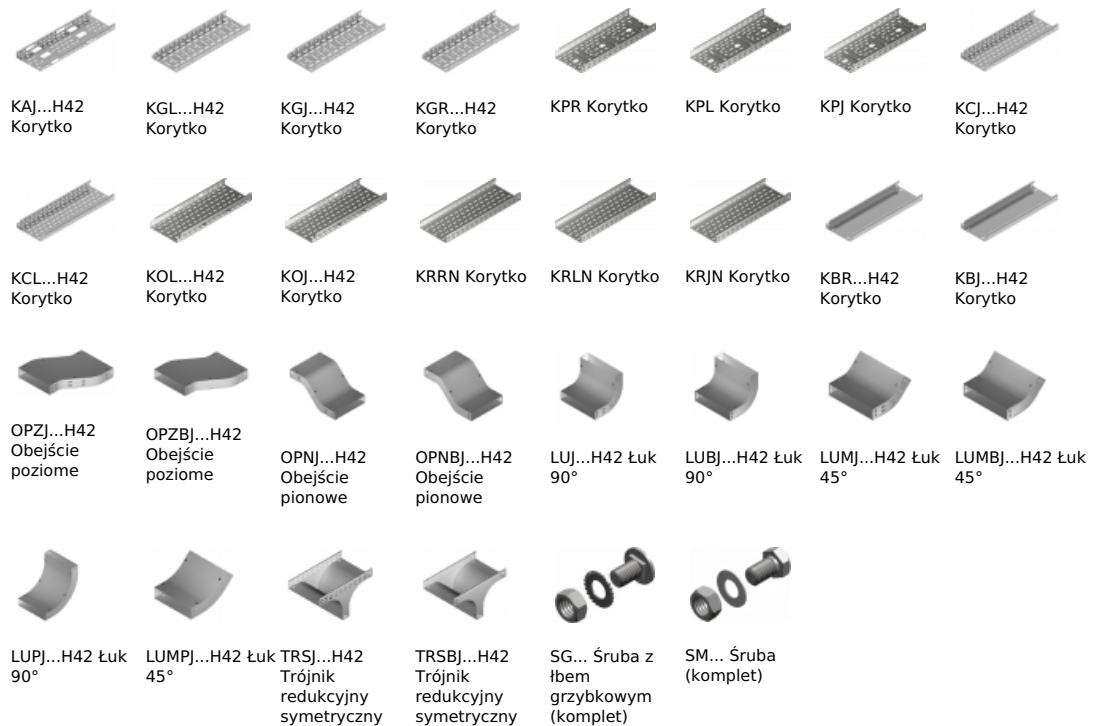 KAJ...H42
Korytko
KGL...H42
Korytko
KGJ...H42
Korytko
KGR...H42
Korytko
KPR Korytko
KPL Korytko
KPJ Korytko
KCJ...H42
Korytko
KCL...H42
Korytko
KOL...H42
Korytko
KOJ...H42
Korytko
KRRN Korytko
KRLN Korytko
KRJN Korytko
KBR...H42
Korytko
KBJ...H42
Korytko
OPZJ...H42
Obejście
poziome
OPZBJ...H42
Obejście
poziome
OPNJ...H42
Obejście
pionowe
OPNBJ...H42
Obejście
pionowe
LUJ...H42 Łuk
90°
LUBJ...H42 Łuk
90°
LUMJ...H42 Łuk
45°
LUMBJ...H42 Łuk
45°
LUPJ...H42 Łuk
90°
LUMPJ...H42 Łuk
45°
TRSJ...H42
Trójnik
redukcyjny
symetryczny
TRSBJ...H42
Trójnik
redukcyjny
symetryczny
SG... Śruba z
łbem
grzybkowym
(komplet)
SM... Śruba
(komplet)